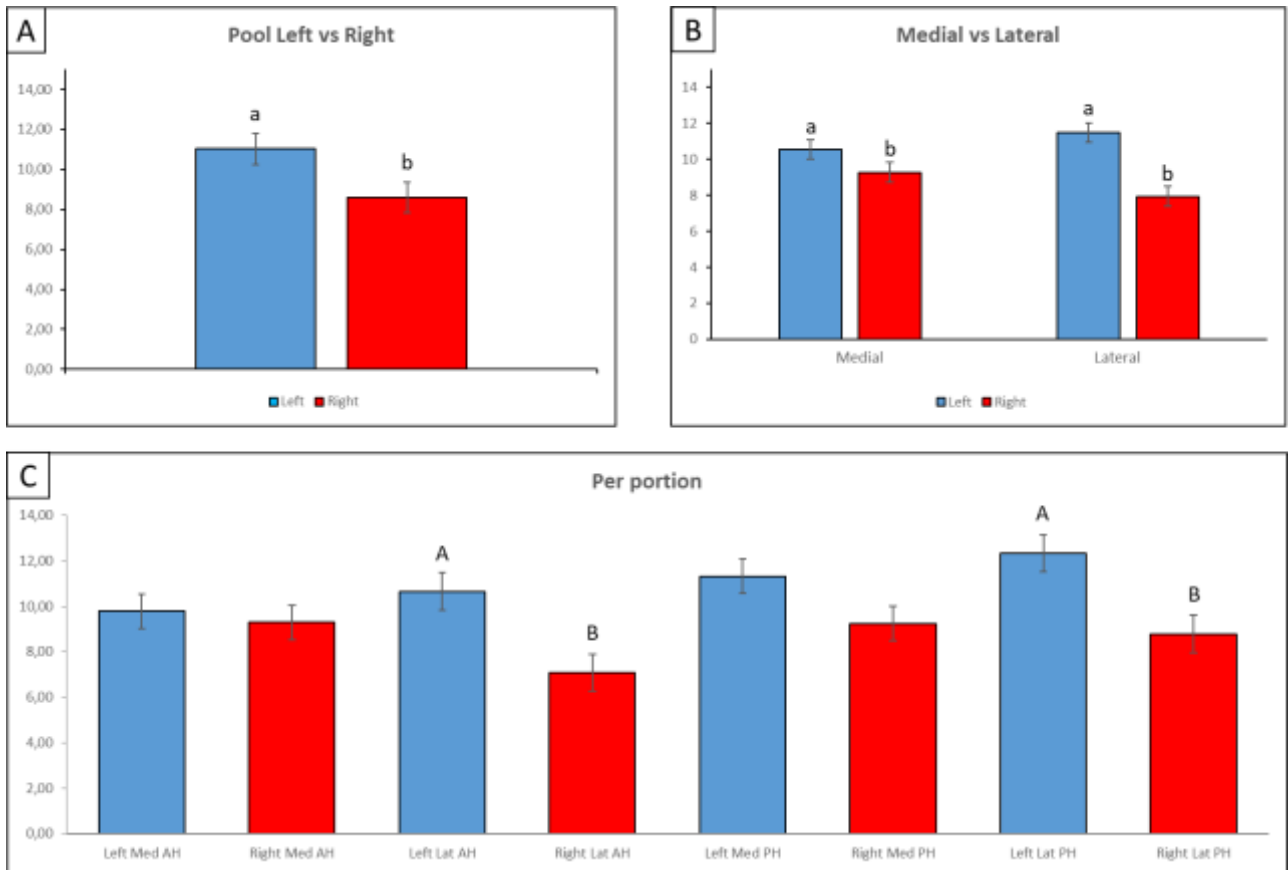 A
Pool Left vs Right
14,00
12,00
10,00
8,00
6,00
4,00
2,00
0,00
a
b
Left Right
B
Medial vs Lateral
14
12
10
8
6
4
2
0
a
b
a
b
Medial Lateral
Left Right
C
Per portion
14,00
12,00
10,00
8,00
6,00
4,00
2,00
0,00
A
B
A
B
Left Med AH Right Med AH Left Lat AH Right Lat AH Left Med PH Right Med PH Left Lat PH Right Lat PH